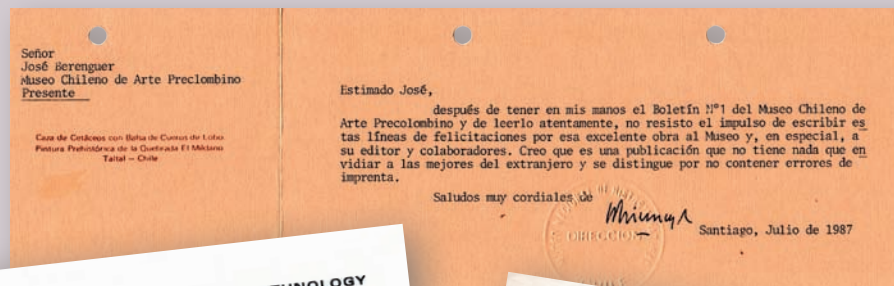 Señor
José Berenguer
Museo Chileno de Arte Preclombino
Presente
Caza de Cetáceos con Balsa de Cueros de Lobo.
Pintura Prehistórica de la Quebrada El Médano
Taltal – Chile
Estimado José,
después de tener en mis manos el Boletín N°1 del Museo Chileno de
Arte Precolombino y de leerlo atentamente, no resisto el impulso de escribir es
tas líneas de felicitaciones por esa excelente obra al Museo y, en especial, a
su editor y colaboradores. Creo que es una publicación que no tiene nada que en
vidiar a las mejores del extranjero y se distingue por no contener errores de
imprenta.
Saludos muy cordiales de
Santiago, Julio de 1987
DIRECCION